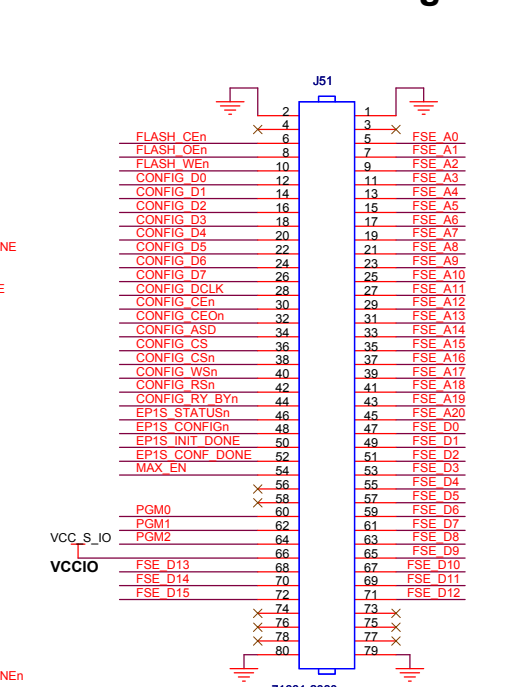 g
J51
2 1
4 3
FLASH_CEn 6 5 FSE_A0
FLASH_OEn 8 7 FSE_A1
FLASH_WEn 10 9 FSE_A2
CONFIG_D0 12 11 FSE_A3
CONFIG_D1 14 13 FSE_A4
CONFIG_D2 16 15 FSE_A5
CONFIG_D3 18 17 FSE_A6
CONFIG_D4 20 19 FSE_A7
NE CONFIG_D5 22 21 FSE_A8
CONFIG_D6 24 23 FSE_A9
CONFIG_D7 26 25 FSE_A10
E CONFIG_DCLK 28 27 FSE_A11
CONFIG_CEn 30 29 FSE_A12
CONFIG_CEOn 32 31 FSE_A13
CONFIG_ASD 34 33 FSE_A14
CONFIG_CS 36 35 FSE_A15
CONFIG_CSn 38 37 FSE_A16
CONFIG_WSn 40 39 FSE_A17
CONFIG_RSn 42 41 FSE_A18
CONFIG_RY_BYn 44 43 FSE_A19
EP1S_STATUSn 46 45 FSE_A20
EP1S_CONFIGn 48 47 FSE_D0
EP1S_INIT_DONE 50 49 FSE_D1
EP1S_CONF_DONE 52 51 FSE_D2
MAX_EN 54 53 FSE_D3
56 55 FSE_D4
58 57 FSE_D5
PGM0 60 59 FSE_D6
PGM1 62 61 FSE_D7
VCC_S_IO PGM2 64 63 FSE_D8
66 65 FSE_D9
VCCIO FSE_D13 68 67 FSE_D10
FSE_D14 70 69 FSE_D11
FSE_D15 72 71 FSE_D12
74 73
76 75
78 77
80 79
NEn